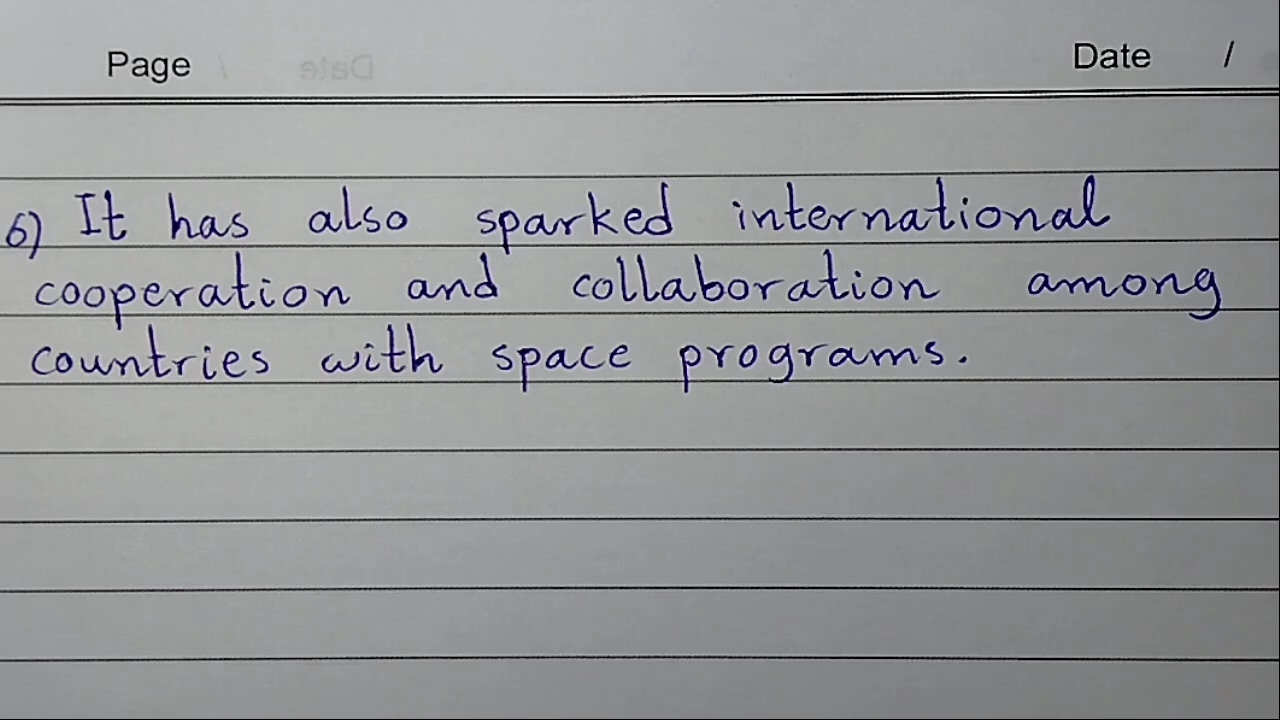 Page Date /
6) It has also sparked international
cooperation and collaboration among
countries with space programs.